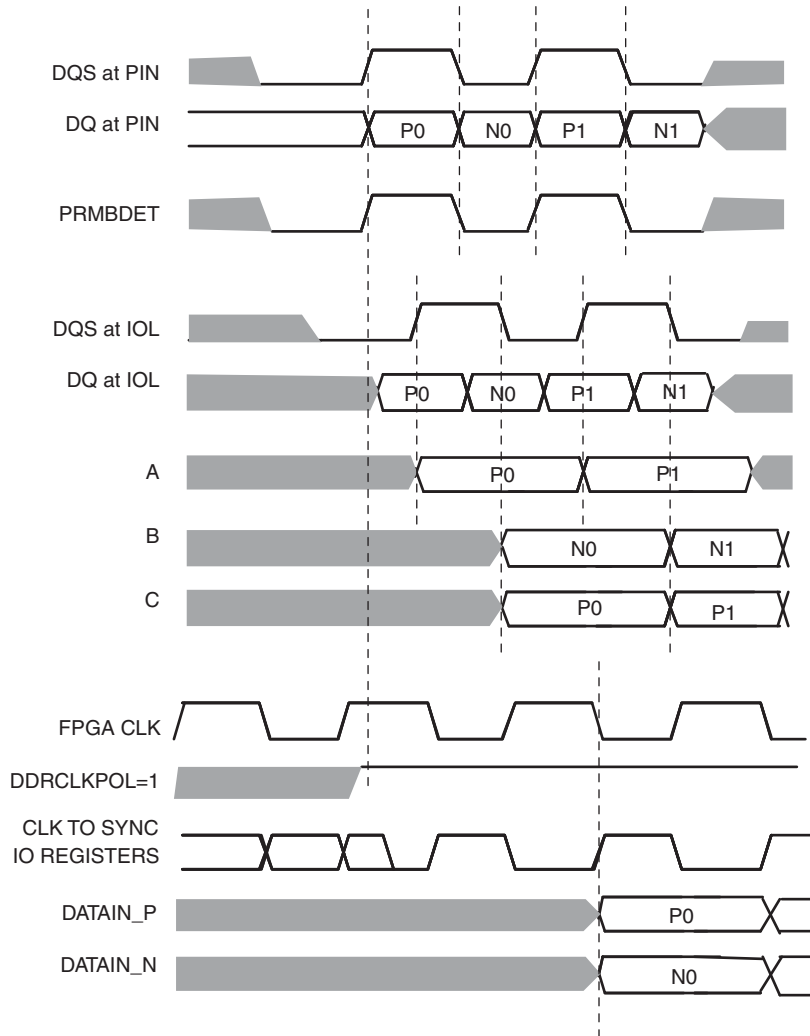 DQS at PIN
DQ at PIN P0 N0 P1 N1
PRMBDET
DQS at IOL
DQ at IOL P0 N0 P1 N1
A P0 P1
B N0 N1
C P0 P1
FPGA CLK
DDRCLKPOL=1
CLK TO SYNC
IO REGISTERS
DATAIN_P P0
DATAIN_N N0